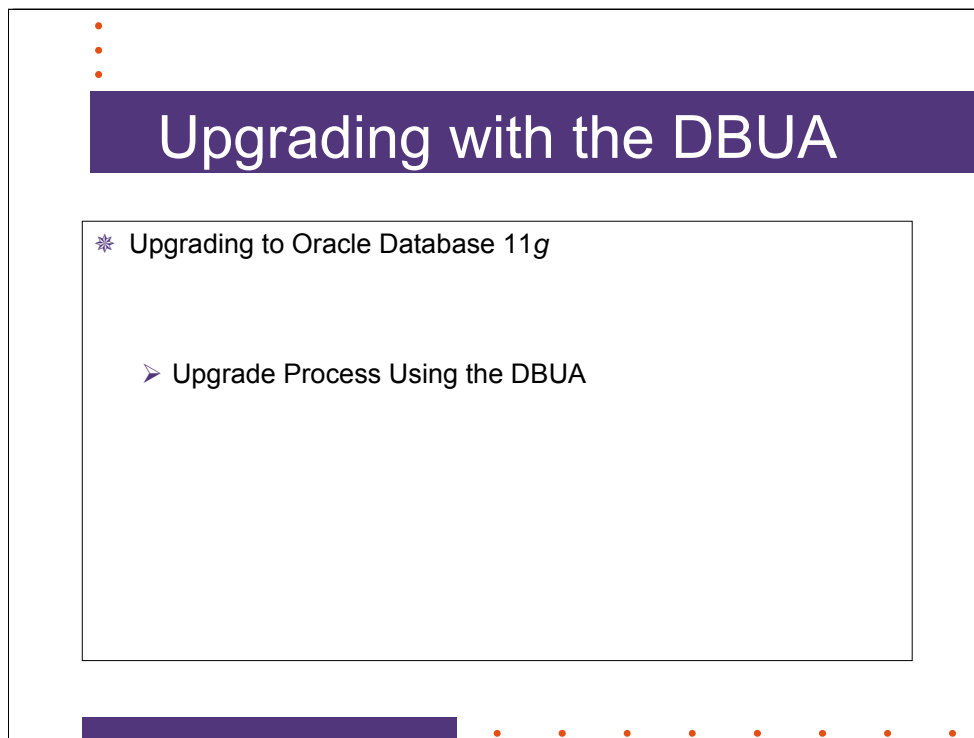 Upgrading with the DBUA
Upgrading to Oracle Database 11g
Upgrade Process Using the DBUA